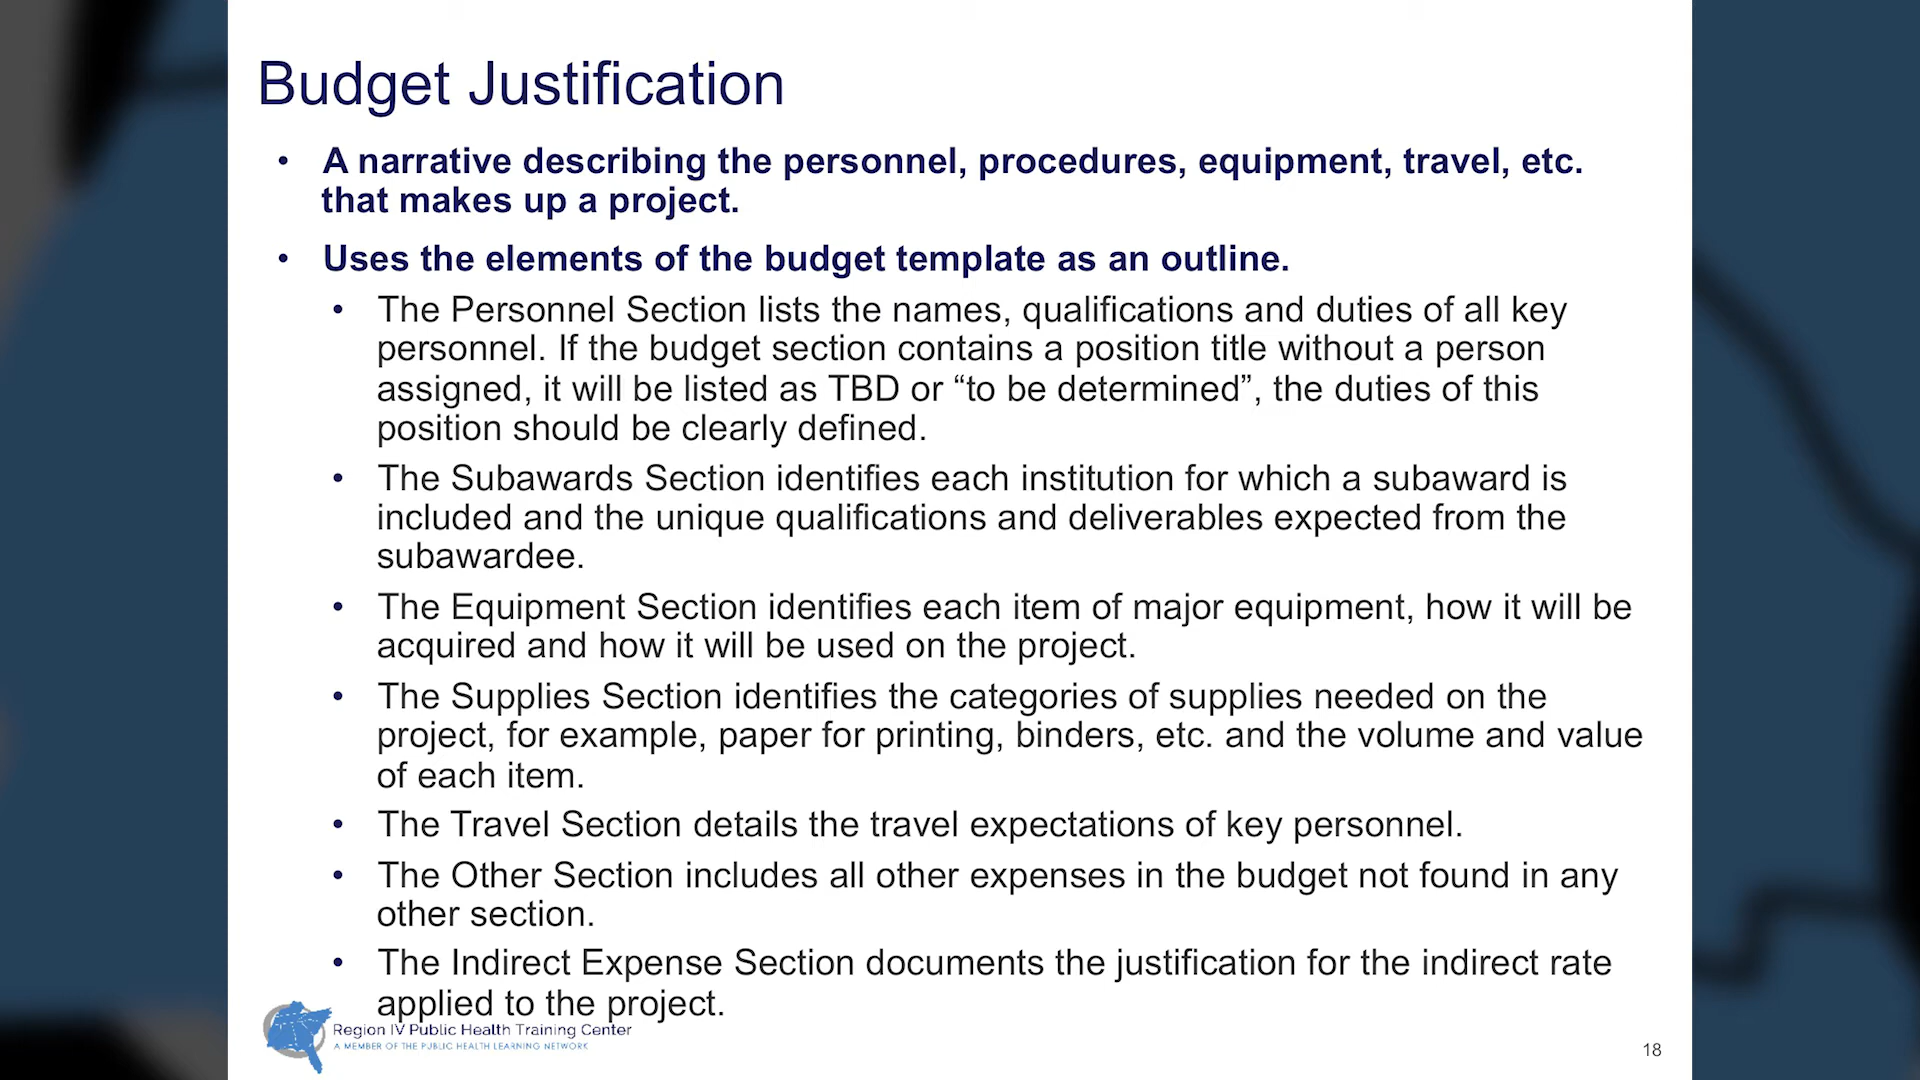 Budget Justification
• A narrative describing the personnel, procedures, equipment, travel, etc.
that makes up a project.
• Uses the elements of the budget template as an outline.
• The Personnel Section lists the names, qualifications and duties of all key
personnel. If the budget section contains a position title without a person
assigned, it will be listed as TBD or “to be determined”, the duties of this
position should be clearly defined.
• The Subawards Section identifies each institution for which a subaward is
included and the unique qualifications and deliverables expected from the
subawardee.
• The Equipment Section identifies each item of major equipment, how it will be
acquired and how it will be used on the project.
• The Supplies Section identifies the categories of supplies needed on the
project, for example, paper for printing, binders, etc. and the volume and value
of each item.
• The Travel Section details the travel expectations of key personnel.
• The Other Section includes all other expenses in the budget not found in any
other section.
• The Indirect Expense Section documents the justification for the indirect rate
applied to the project.
Region IV Public Health Training Center
A MEMBER OF THE PUBLIC HEALTH LEARNING NETWORK
18